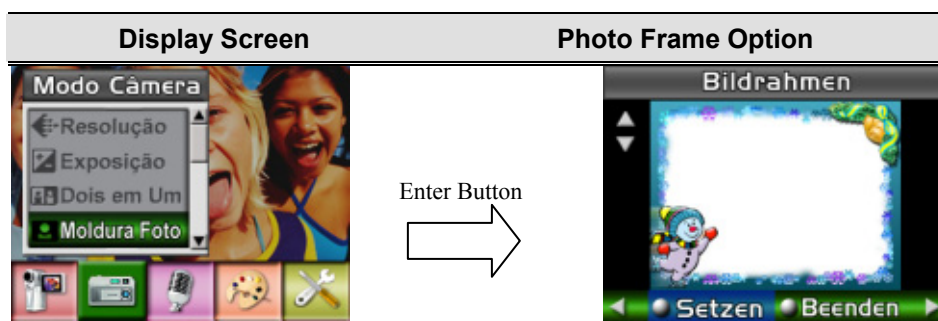 Display Screen
Photo Frame Option
Modo Câmera
Resolução
Exposição
Dois em Um
Moldura Foto
Enter Button
Bildrahmen
Setzen
Beenden